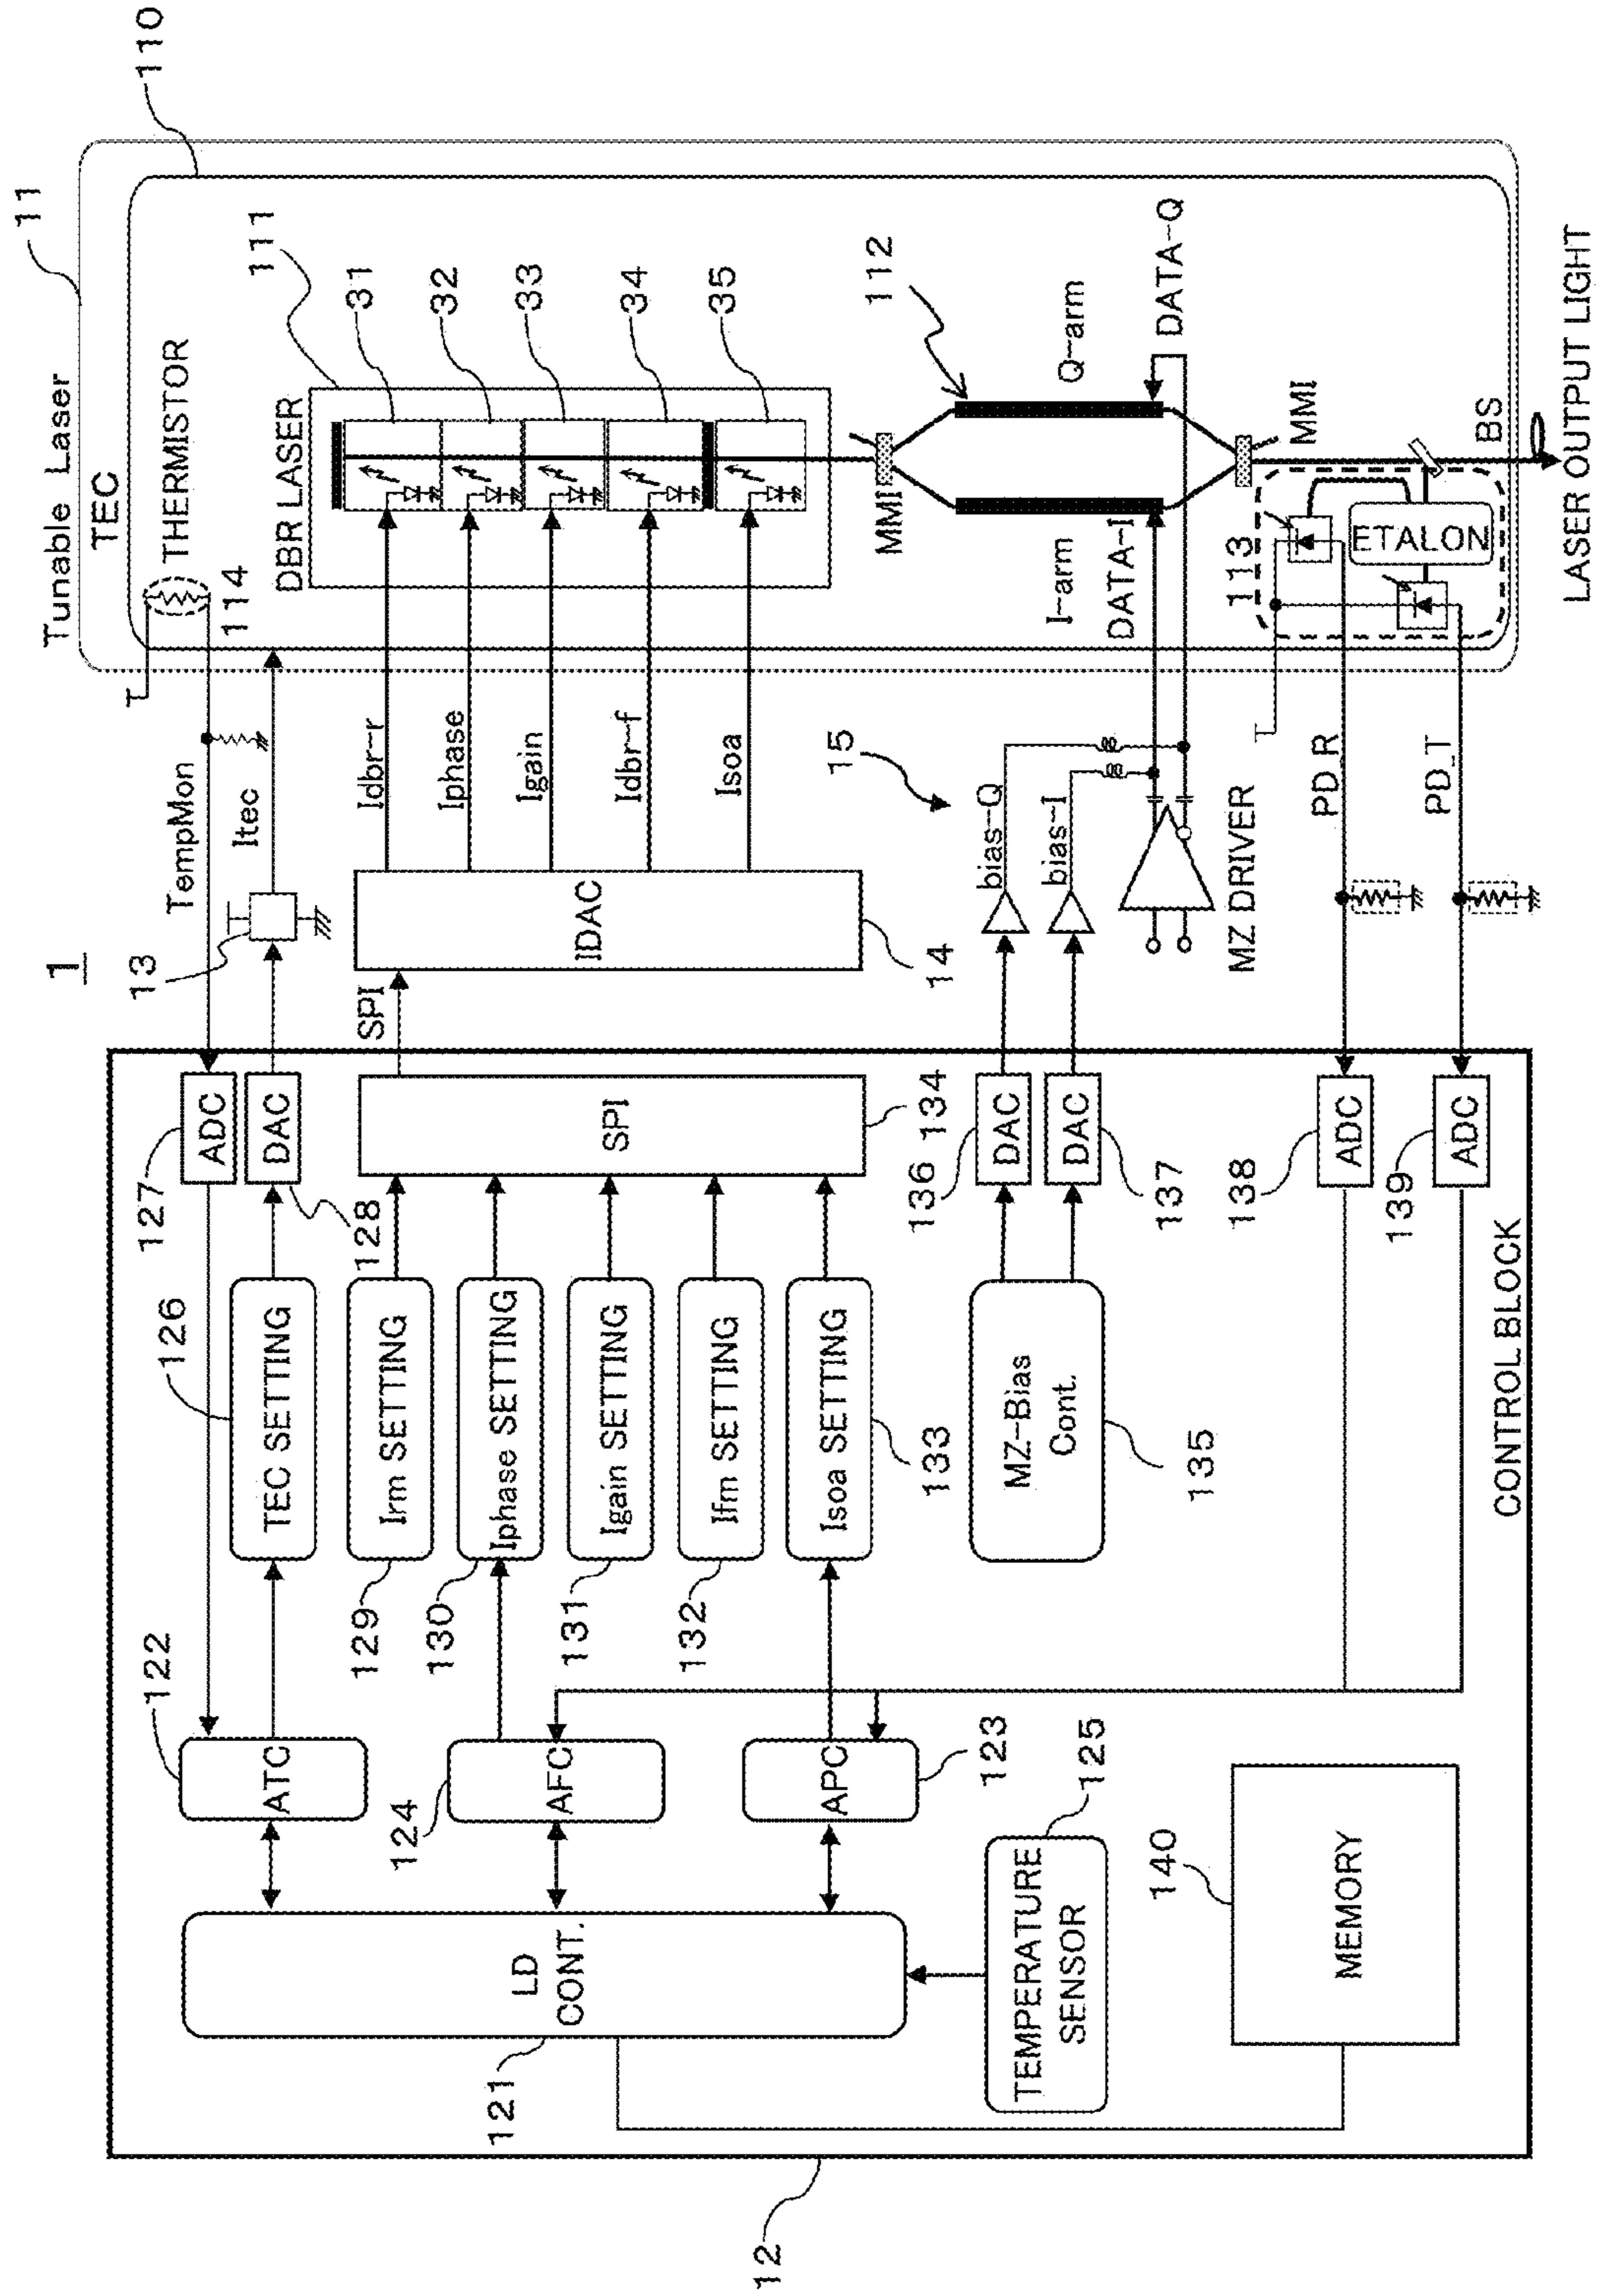 1
Tunable Laser
11
TEC
110
THERMISTOR
114
TempMon
Itec
13
DBR LASER
111
31
32
33
34
35
Idbr-r
Iphase
Igain
Idbr-f
Isoa
IDAC
14
SPI
MMI
112
I-arm
Q-arm
DATA-I
DATA-Q
MMI
15
bias-Q
bias-I
MZ DRIVER
113
ETALON
BS
PD_R
PD_T
LASER OUTPUT LIGHT
12
CONTROL BLOCK
127
ADC
DAC
128
126
TEC SETTING
129
Irm SETTING
130
Iphase SETTING
131
Igain SETTING
132
Ifm SETTING
133
Isoa SETTING
SPI
134
136
DAC
DAC
137
MZ-Bias
Cont.
135
138
ADC
139
ADC
122
ATC
124
AFC
APC
123
121
LD
CONT.
125
TEMPERATURE
SENSOR
140
MEMORY